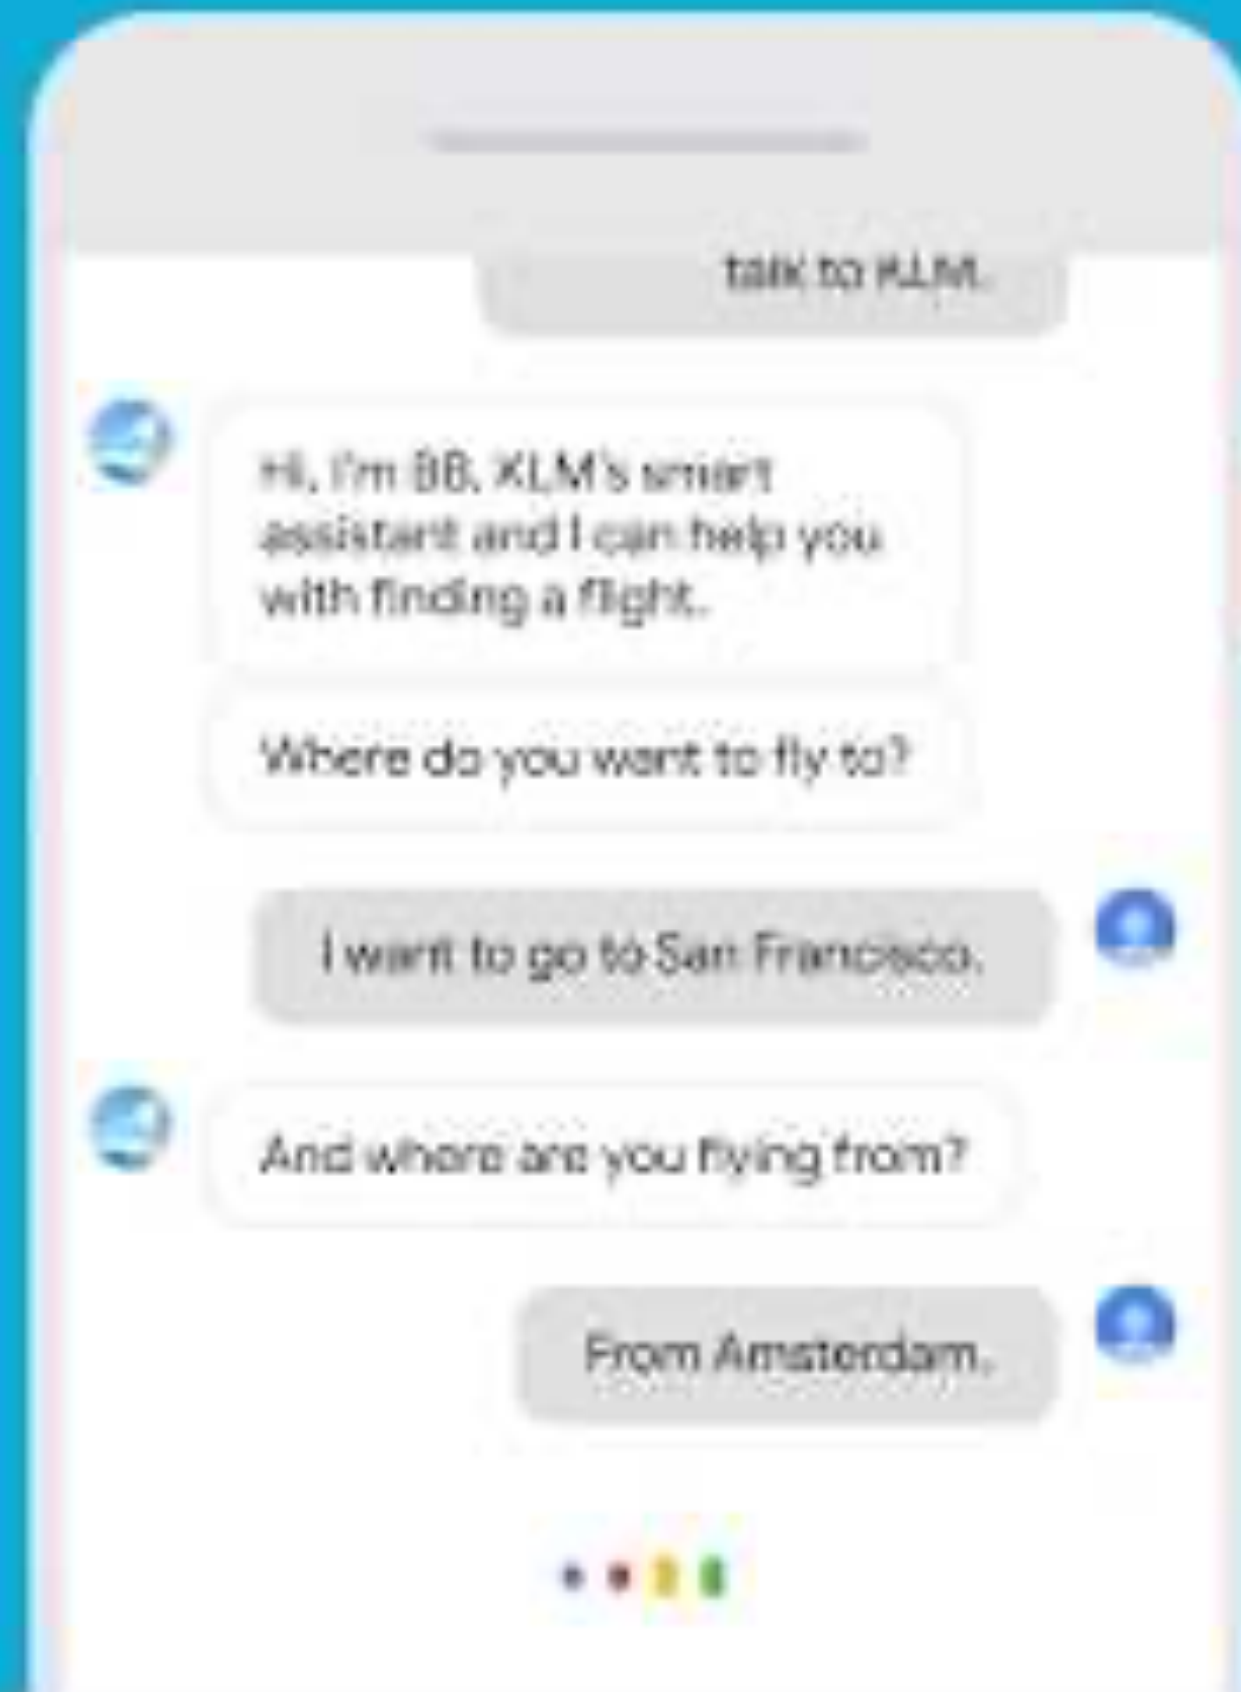 talk to KLM.
Hi, I'm BB, KLM's smart
assistant and I can help you
with finding a flight.
Where do you want to fly to?
I want to go to San Francisco.
And where are you flying from?
From Amsterdam.